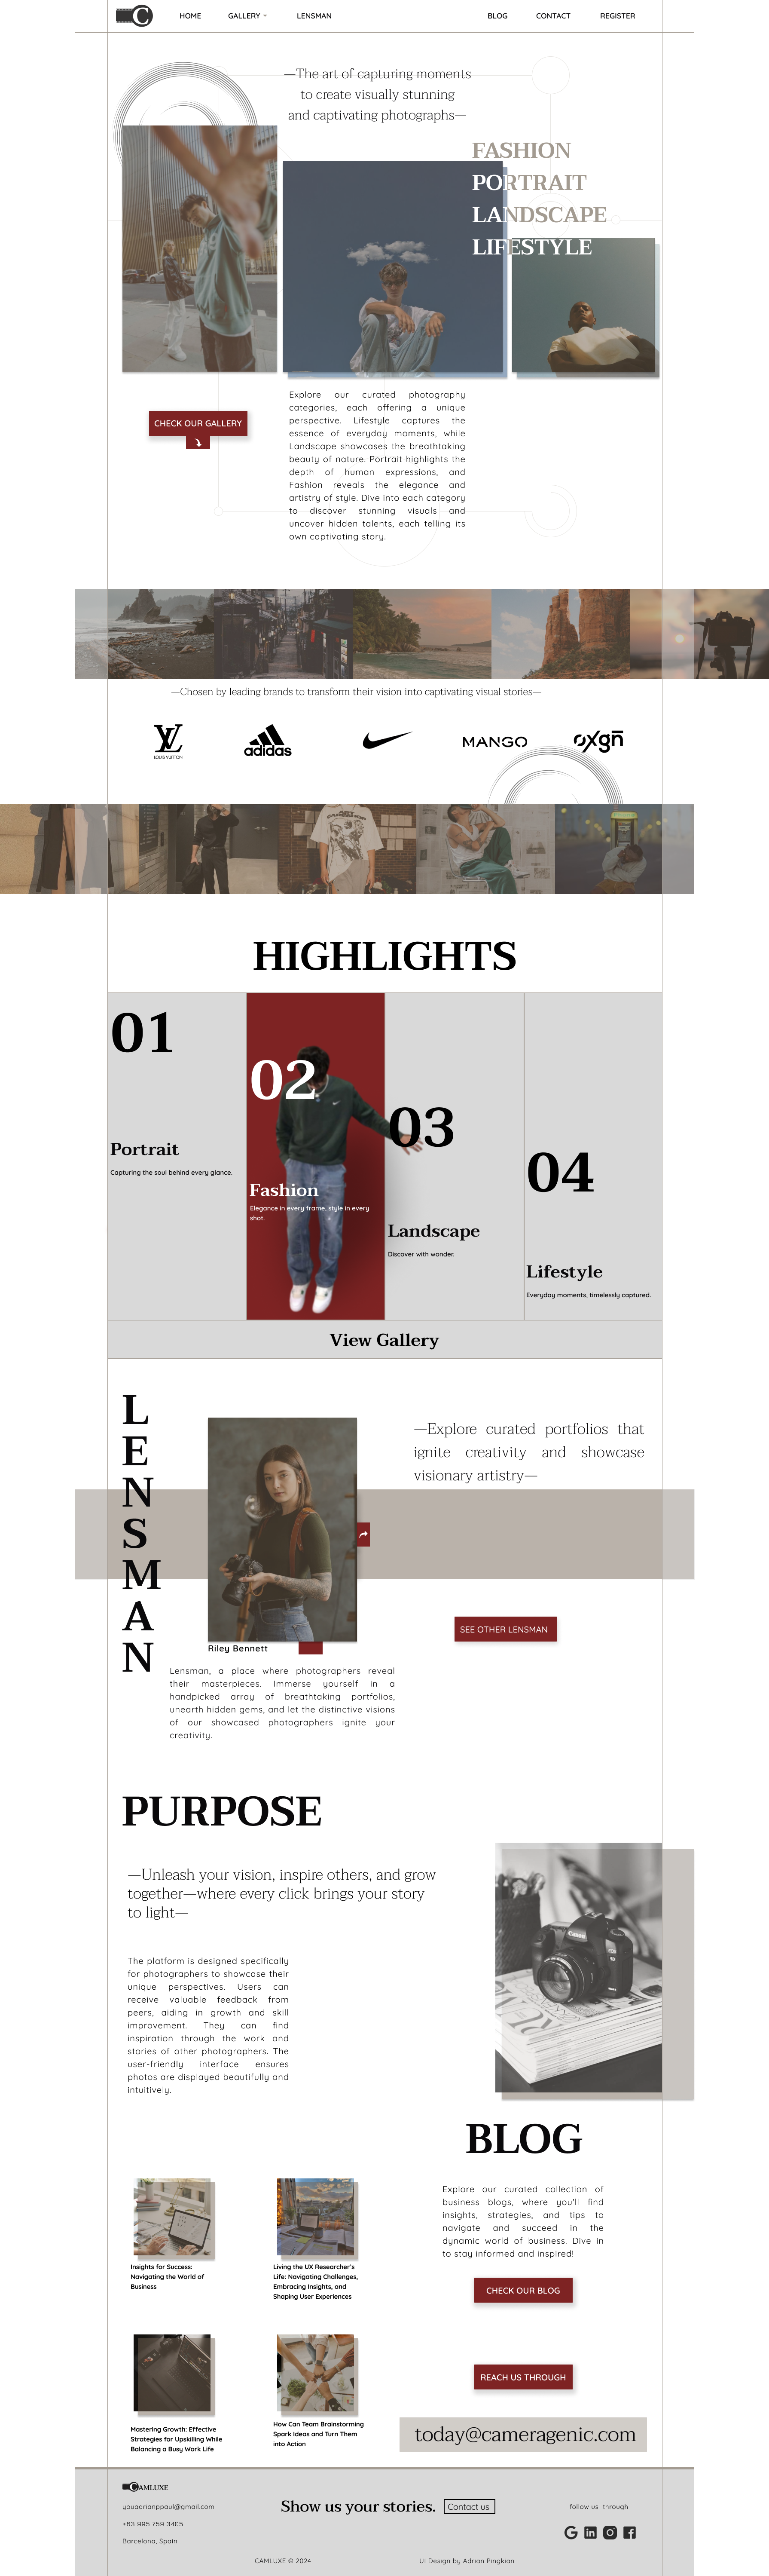 C
HOME
GALLERY
LENSMAN
BLOG
CONTACT
REGISTER
—The art of capturing moments
to create visually stunning
and captivating photographs—
FASHION
PORTRAIT
LANDSCAPE
LIFESTYLE
CHECK OUR GALLERY
Explore our curated photography
categories, each offering a unique
perspective. Lifestyle captures the
essence of everyday moments, while
Landscape showcases the breathtaking
beauty of nature. Portrait highlights the
depth of human expressions, and
Fashion reveals the elegance and
artistry of style. Dive into each category
to discover stunning visuals and
uncover hidden talents, each telling its
own captivating story.
—Chosen by leading brands to transform their vision into captivating visual stories—
LV
LOUIS VUITTON
adidas
MANGO
oxgn
HIGHLIGHTS
01
Portrait
Capturing the soul behind every glance.
02
Fashion
Elegance in every frame, style in every
shot.
03
Landscape
Discover with wonder.
04
Lifestyle
Everyday moments, timelessly captured.
View Gallery
LENSMAN
—Explore curated portfolios that
ignite creativity and showcase
visionary artistry—
SEE OTHER LENSMAN
Riley Bennett
Lensman, a place where photographers reveal
their masterpieces. Immerse yourself in a
handpicked array of breathtaking portfolios,
unearth hidden gems, and let the distinctive visions
of our showcased photographers ignite your
creativity.
PURPOSE
—Unleash your vision, inspire others, and grow
together—where every click brings your story
to light—
The platform is designed specifically
for photographers to showcase their
unique perspectives. Users can
receive valuable feedback from
peers, aiding in growth and skill
improvement. They can find
inspiration through the work and
stories of other photographers. The
user-friendly interface ensures
photos are displayed beautifully and
intuitively.
Canon
BLOG
Explore our curated collection of
business blogs, where you'll find
insights, strategies, and tips to
navigate and succeed in the
dynamic world of business. Dive in
to stay informed and inspired!
CHECK OUR BLOG
Insights for Success:
Navigating the World of
Business
Living the UX Researcher's
Life: Navigating Challenges,
Embracing Insights, and
Shaping User Experiences
Mastering Growth: Effective
Strategies for Upskilling While
Balancing a Busy Work Life
How Can Team Brainstorming
Spark Ideas and Turn Them
into Action
REACH US THROUGH
today@cameragenic.com
CAMLUXE
youadrianppaul@gmail.com
+63 995 759 3405
Barcelona, Spain
Show us your stories.
Contact us
follow us through
CAMLUXE © 2024
UI Design by Adrian Pingkian